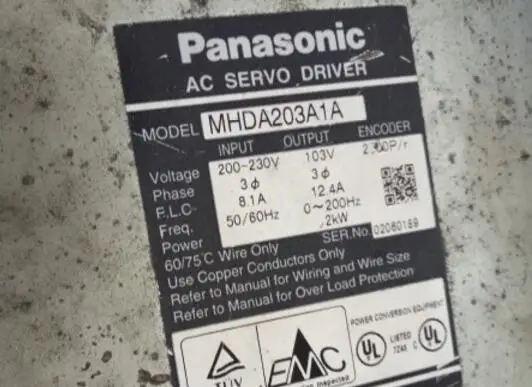 Panasonic
AC SERVO DRIVER
MODEL MHDA203A1A
INPUT OUTPUT ENCODER
Voltage 200-230V 103V
Phase 3ϕ 3ϕ
F.L.C- 8.1A 12.4A
Freq. 50/60Hz 0~200Hz
Power 2kW
SER.No. 02060189
60/75℃ Wire Only
Use Copper Conductors Only
Refer to Manual for Wiring and Wire Size
Refer to Manual for Over Load Protection
POWER CONVERSION EQUIPMENT
TÜV EMC UL LISTED UL
C
Inspected